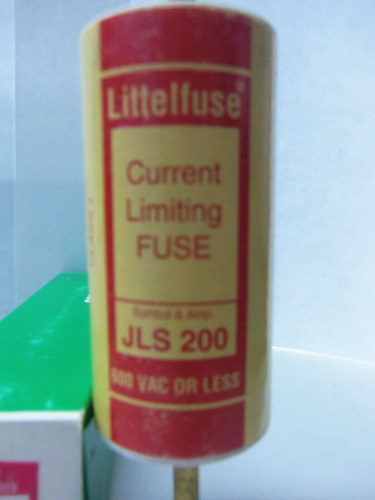 Littelfuse®
Current
Limiting
FUSE
Symbol & Amp.
JLS 200
600 VAC OR LESS